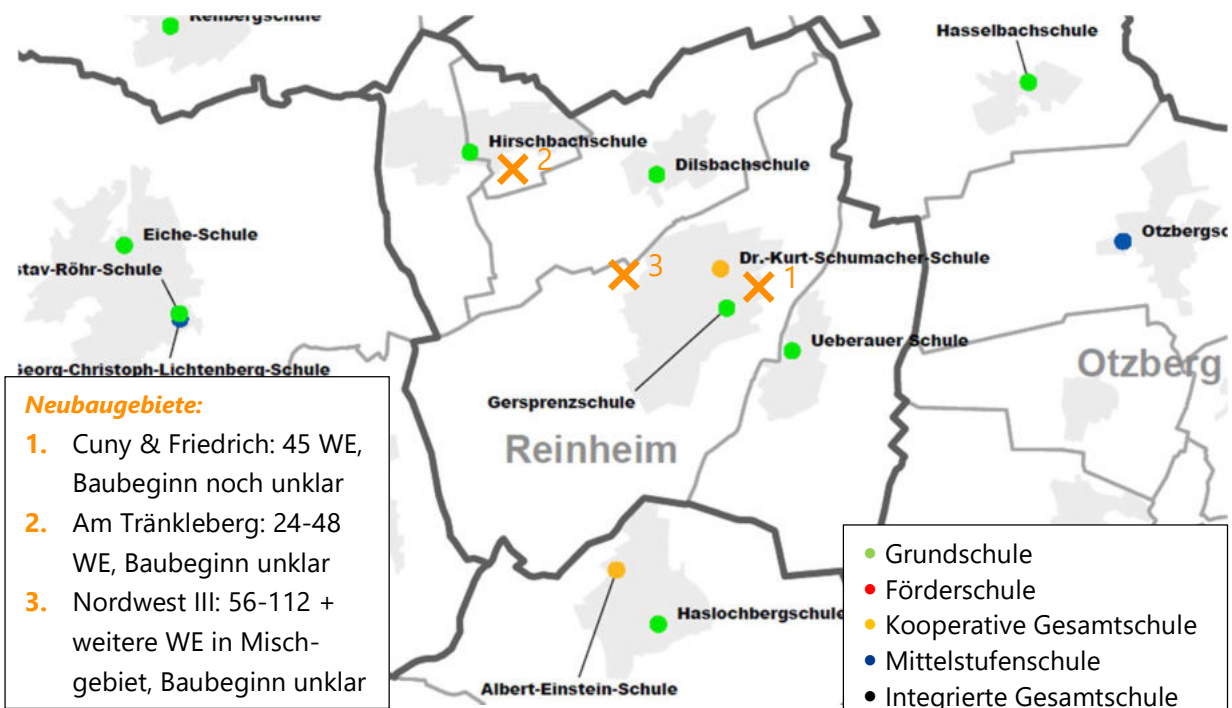 Rehbergschule
Hasselbachschule
Hirschbachschule
2
Dilsbachschule
Eiche-Schule
Otzbergsc
stav-Röhr-Schule
3
Dr.-Kurt-Schumacher-Schule
1
Ueberauer Schule
Georg-Christoph-Lichtenberg-Schule
Otzberg
Gersprenzschule
Reinheim
Neubaugebiete:
1. Cuny & Friedrich: 45 WE,
Baubeginn noch unklar
2. Am Tränkleberg: 24-48
WE, Baubeginn unklar
3. Nordwest III: 56-112 +
weitere WE in Misch-
gebiet, Baubeginn unklar
Haslochbergschule
Albert-Einstein-Schule
• Grundschule
• Förderschule
• Kooperative Gesamtschule
• Mittelstufenschule
• Integrierte Gesamtschule